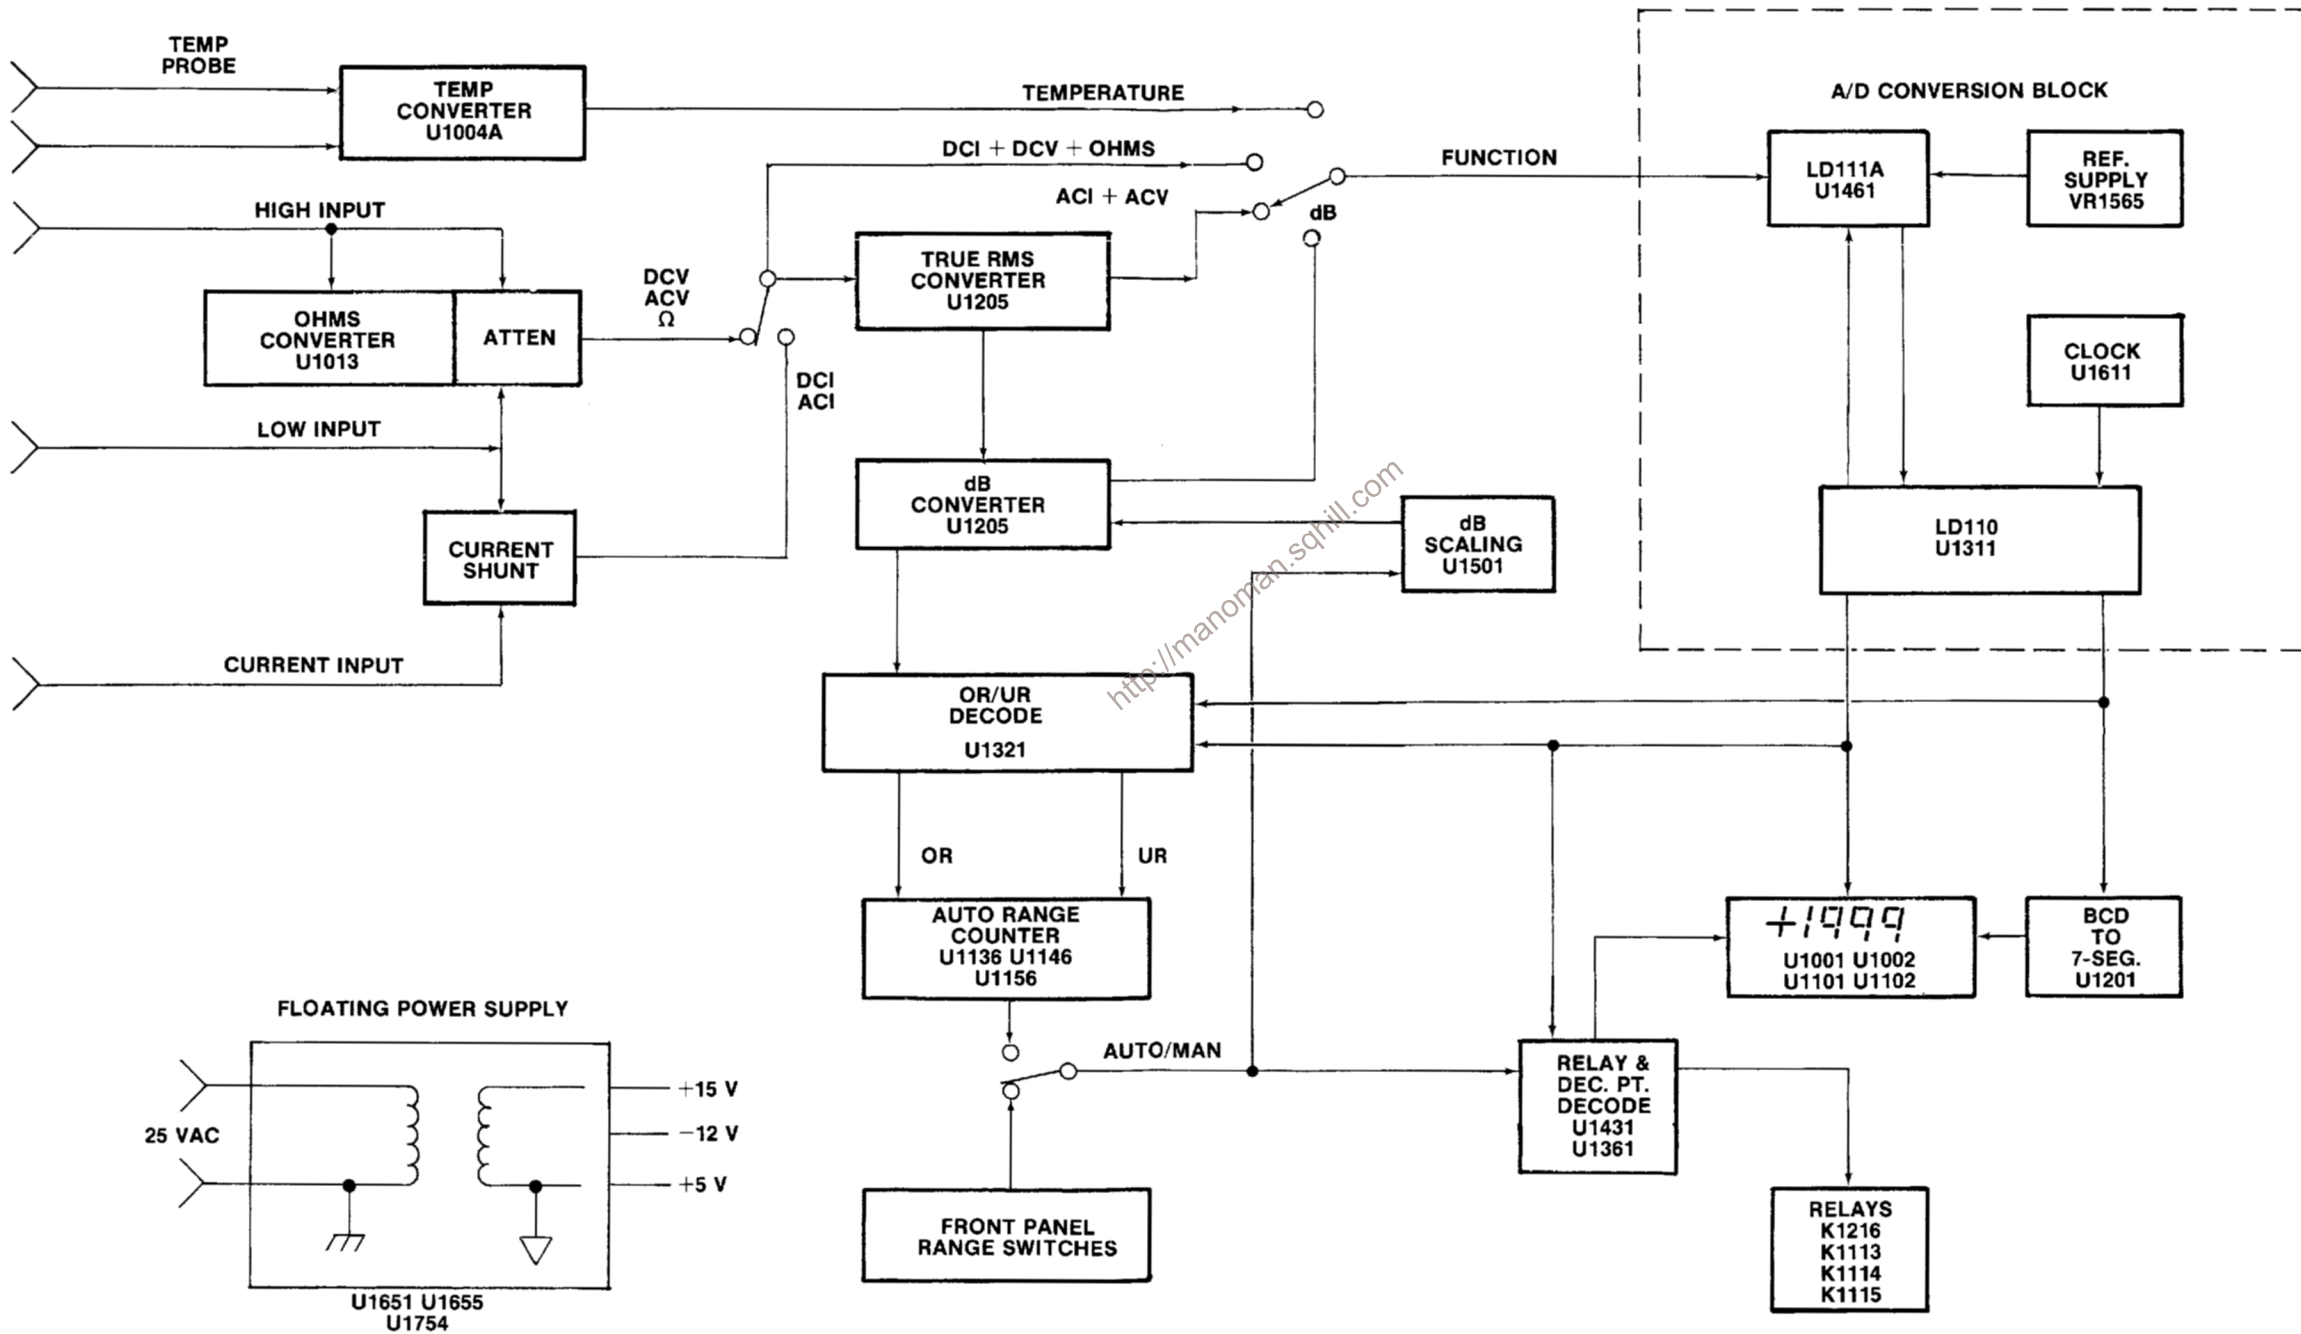 TEMP
PROBE
TEMP
CONVERTER
U1004A
TEMPERATURE
DCI + DCV + OHMS
ACI + ACV
dB
FUNCTION
A/D CONVERSION BLOCK
LD111A
U1461
REF.
SUPPLY
VR1565
HIGH INPUT
OHMS
CONVERTER
U1013
ATTEN
DCV
ACV
Ω
TRUE RMS
CONVERTER
U1205
CLOCK
U1611
DCI
ACI
LOW INPUT
dB
CONVERTER
U1205
dB
SCALING
U1501
LD110
U1311
CURRENT
SHUNT
CURRENT INPUT
http://manoman.sqhill.com
OR/UR
DECODE
U1321
OR
UR
AUTO RANGE
COUNTER
U1136 U1146
U1156
+1999
U1001 U1002
U1101 U1102
BCD
TO
7-SEG.
U1201
FLOATING POWER SUPPLY
25 VAC
+15 V
−12 V
+5 V
U1651 U1655
U1754
AUTO/MAN
RELAY &
DEC. PT.
DECODE
U1431
U1361
FRONT PANEL
RANGE SWITCHES
RELAYS
K1216
K1113
K1114
K1115